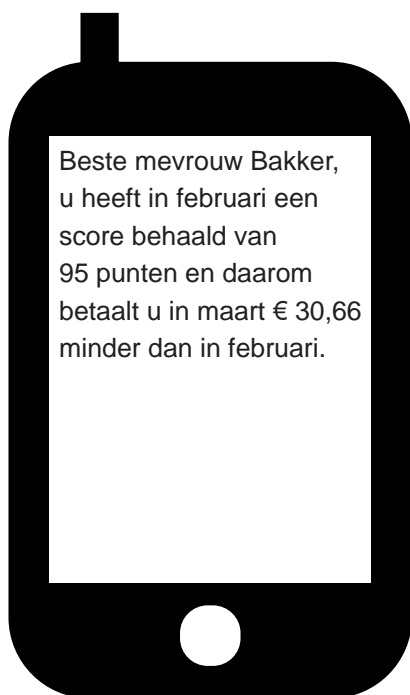 Beste mevrouw Bakker,
u heeft in februari een
score behaald van
95 punten en daarom
betaalt u in maart € 30,66
minder dan in februari.